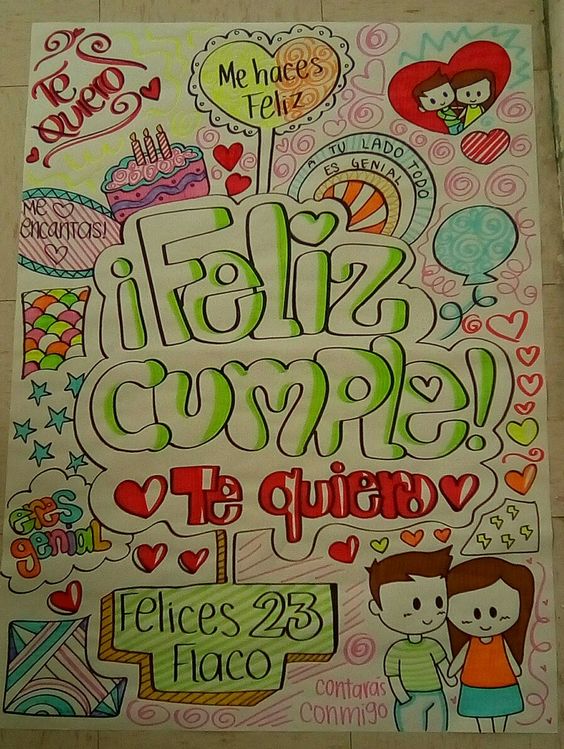 Te
Quiero
Me haces
Feliz
A TU LADO TODO
ES GENIAL
Me
encantas!
¡Feliz
cumple!
Te quiero
eres
genial
Felices 23
Flaco
contaras
conmigo